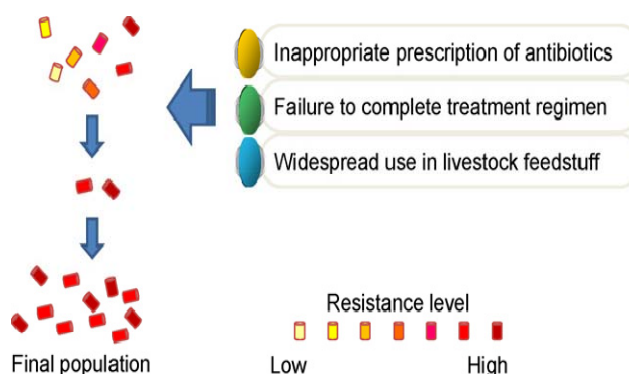 Inappropriate prescription of antibiotics
Failure to complete treatment regimen
Widespread use in livestock feedstuff
Resistance level
Low High
Final population